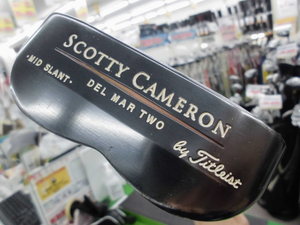 SCOTTY CAMERON
·MID SLANT·
DEL MAR TWO
by Titleist